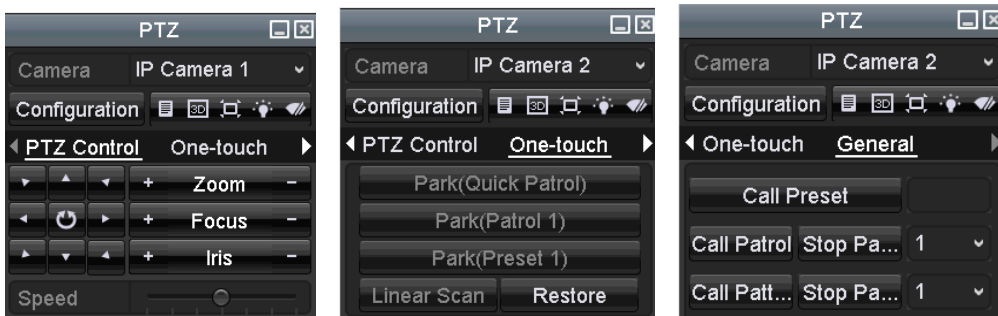 PTZ
Camera IP Camera 1
Configuration 3D
PTZ Control One-touch
+ Zoom -
+ Focus -
+ Iris -
Speed
PTZ
Camera IP Camera 2
Configuration 3D
PTZ Control One-touch
Park(Quick Patrol)
Park(Patrol 1)
Park(Preset 1)
Linear Scan Restore
PTZ
Camera IP Camera 2
Configuration 3D
One-touch General
Call Preset
Call Patrol Stop Pa... 1
Call Patt... Stop Pa... 1